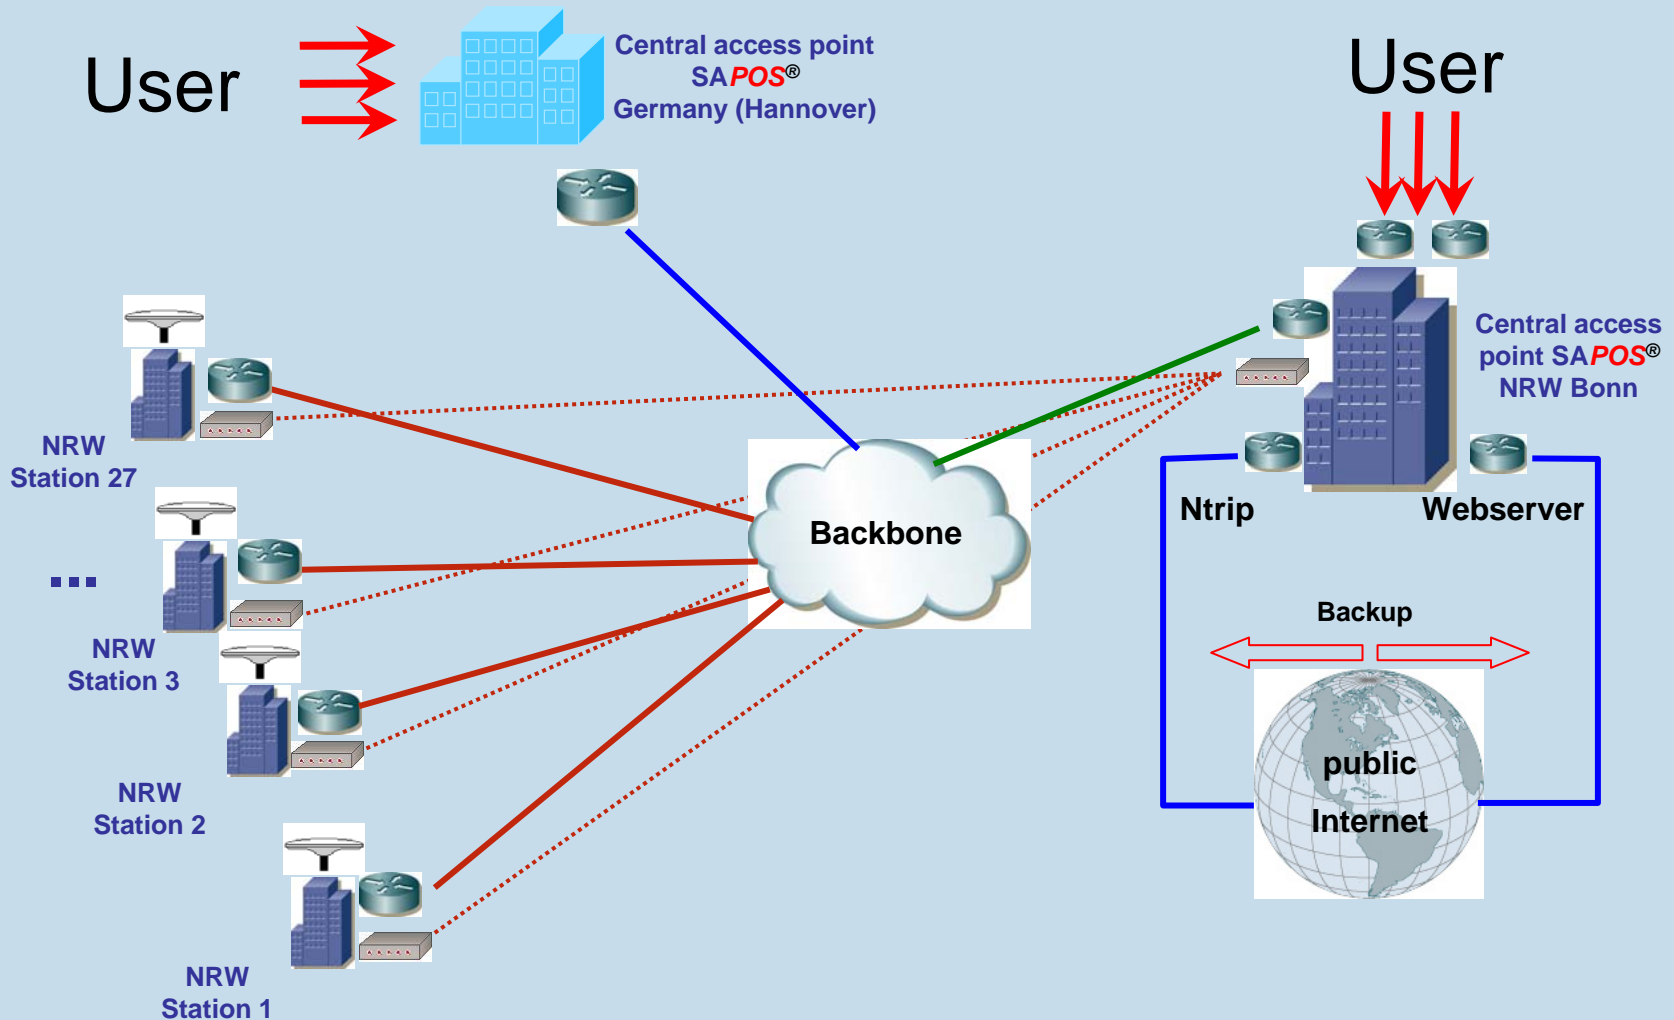 User
Central access point
SAPOS®
Germany (Hannover)
User
Central access
point SAPOS®
NRW Bonn
NRW
Station 27
Ntrip
Webserver
Backbone
...
NRW
Station 3
Backup
NRW
Station 2
public
Internet
NRW
Station 1